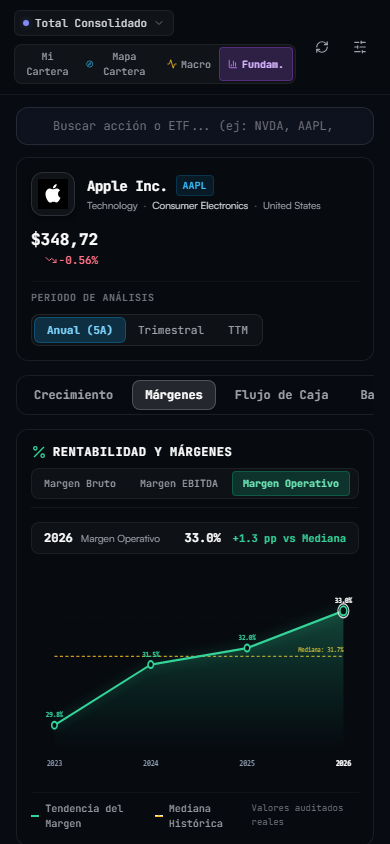 Total Consolidado
Mi Cartera
Mapa Cartera
Macro
Fundam.
Buscar acción o ETF... (ej: NVDA, AAPL,
Apple Inc. AAPL
Technology · Consumer Electronics · United States
$348,72
-0.56%
PERIODO DE ANÁLISIS
Anual (5A) Trimestral TTM
Crecimiento Márgenes Flujo de Caja Ba
RENTABILIDAD Y MÁRGENES
Margen Bruto Margen EBITDA Margen Operativo
2026 Margen Operativo 33.0% +1.3 pp vs Mediana
33.0%
32.0%
Mediana: 31.7%
31.5%
29.8%
2023 2024 2025 2026
Tendencia del Margen
Mediana Histórica
Valores auditados reales